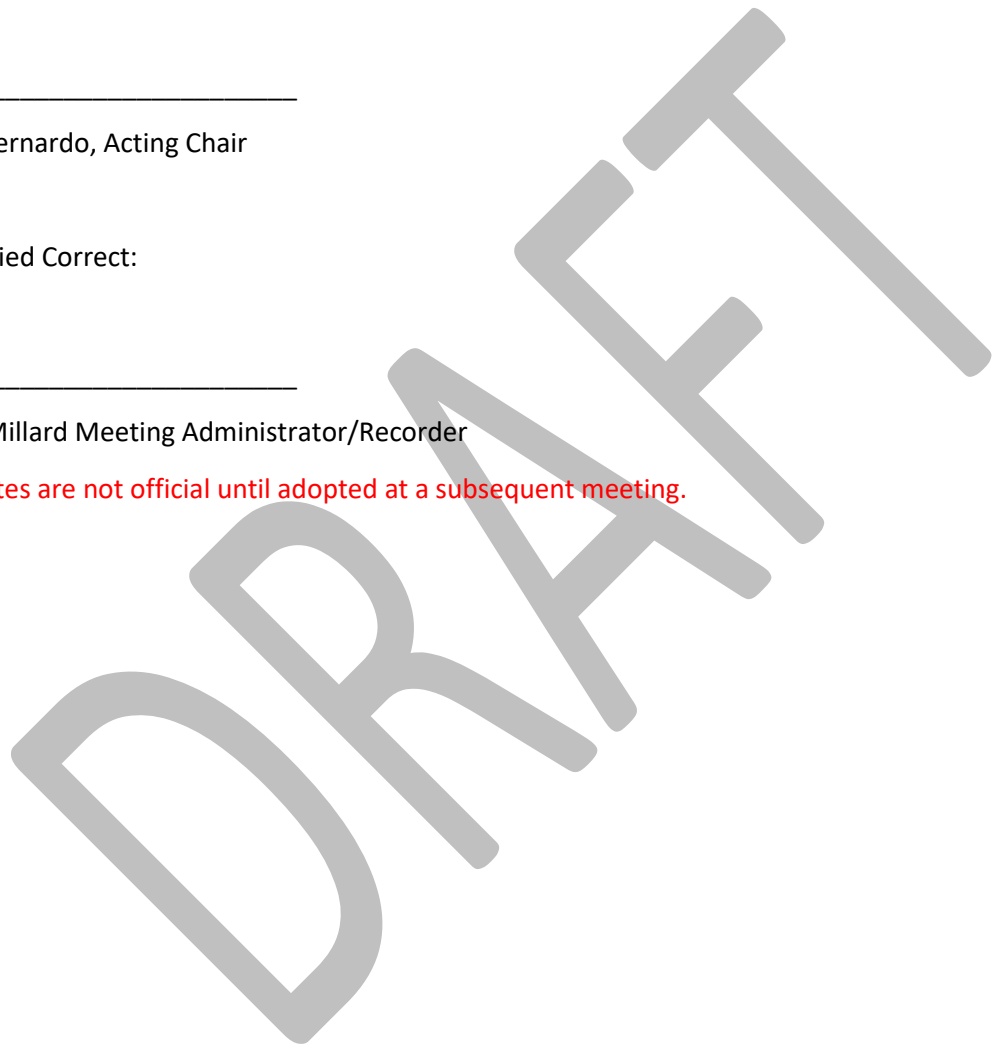 ____________________
ernardo, Acting Chair
ied Correct:
____________________
Millard Meeting Administrator/Recorder
tes are not official until adopted at a subsequent meeting.
DRAFT